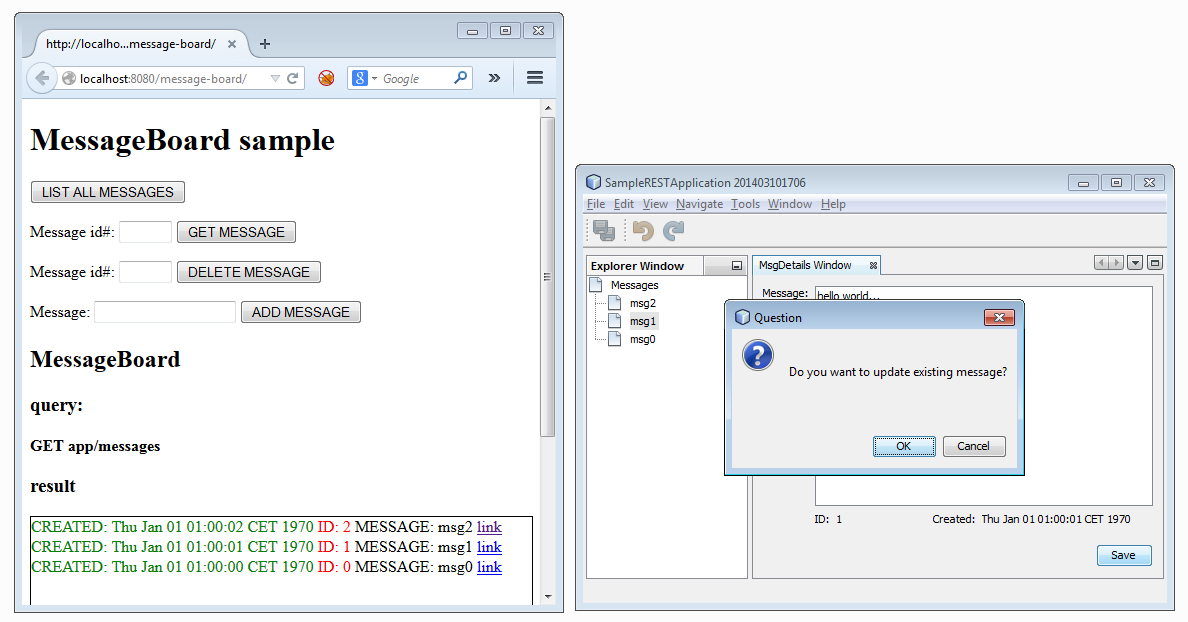 http://localho...message-board/
localhost:8080/message-board/
Google
MessageBoard sample
LIST ALL MESSAGES
Message id#: GET MESSAGE
Message id#: DELETE MESSAGE
Message: ADD MESSAGE
MessageBoard
query:
GET app/messages
result
CREATED: Thu Jan 01 01:00:02 CET 1970 ID: 2 MESSAGE: msg2 link
CREATED: Thu Jan 01 01:00:01 CET 1970 ID: 1 MESSAGE: msg1 link
CREATED: Thu Jan 01 01:00:00 CET 1970 ID: 0 MESSAGE: msg0 link
SampleRESTApplication 201403101706
File Edit View Navigate Tools Window Help
Explorer Window
Messages
msg2
msg1
msg0
MsgDetails Window
Message: hello world...
Question
Do you want to update existing message?
OK Cancel
ID: 1 Created: Thu Jan 01 01:00:01 CET 1970
Save